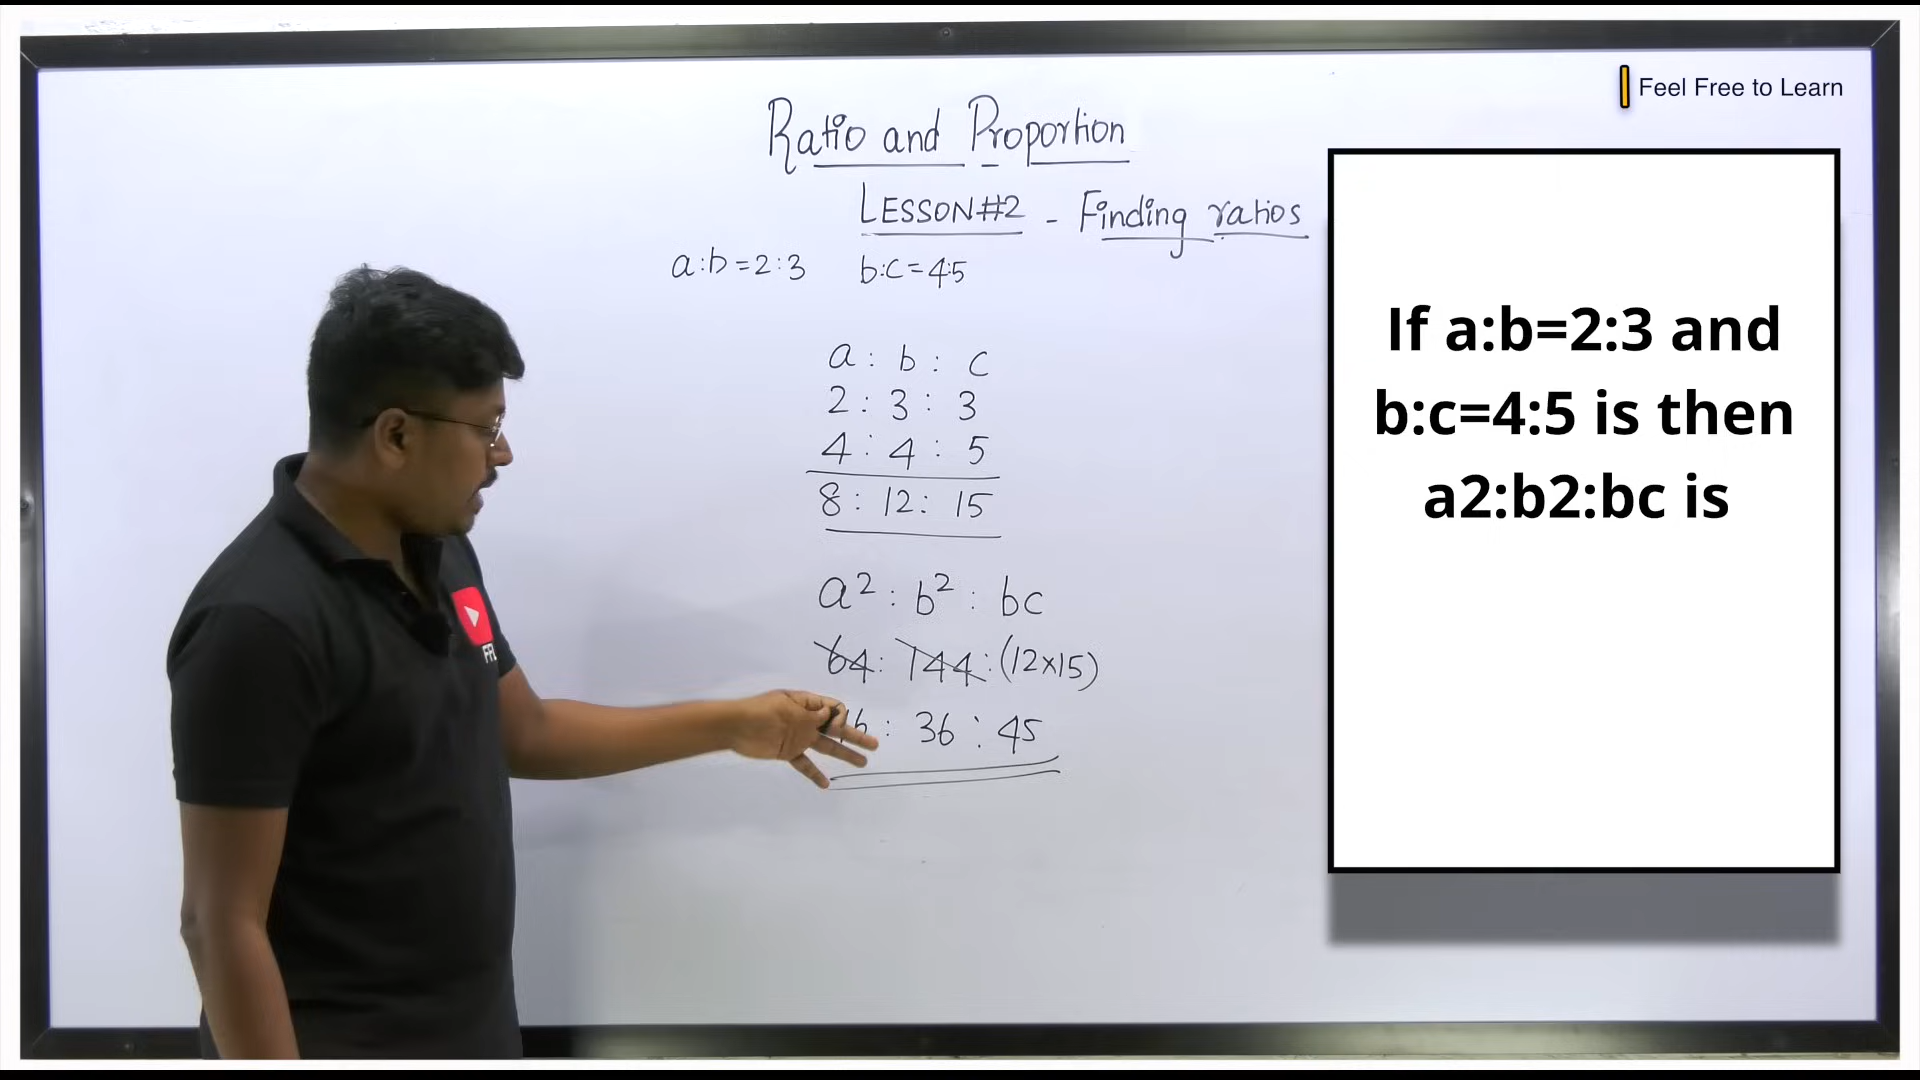 Feel Free to Learn
Ratio and Proportion
LESSON#2 - Finding ratios
a:b=2:3 b:c=4:5
a : b : c
2 : 3 : 3
4 : 4 : 5
8 : 12 : 15
a² : b² : bc
64 : 144 : (12×15)
16 : 36 : 45
If a:b=2:3 and
b:c=4:5 is then
a2:b2:bc is